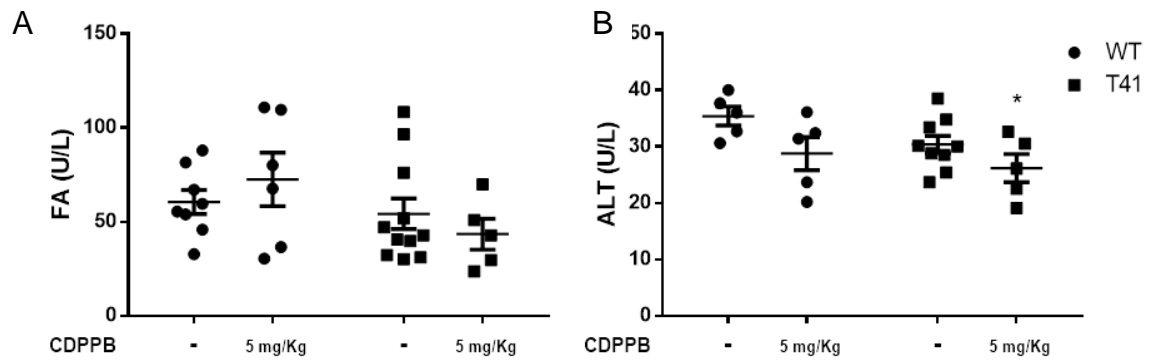 A
B
150
100
50
0
FA (U/L)
CDPPB - 5 mg/Kg - 5 mg/Kg
50
40
30
20
10
0
ALT (U/L)
*
CDPPB - 5 mg/Kg - 5 mg/Kg
WT
T41